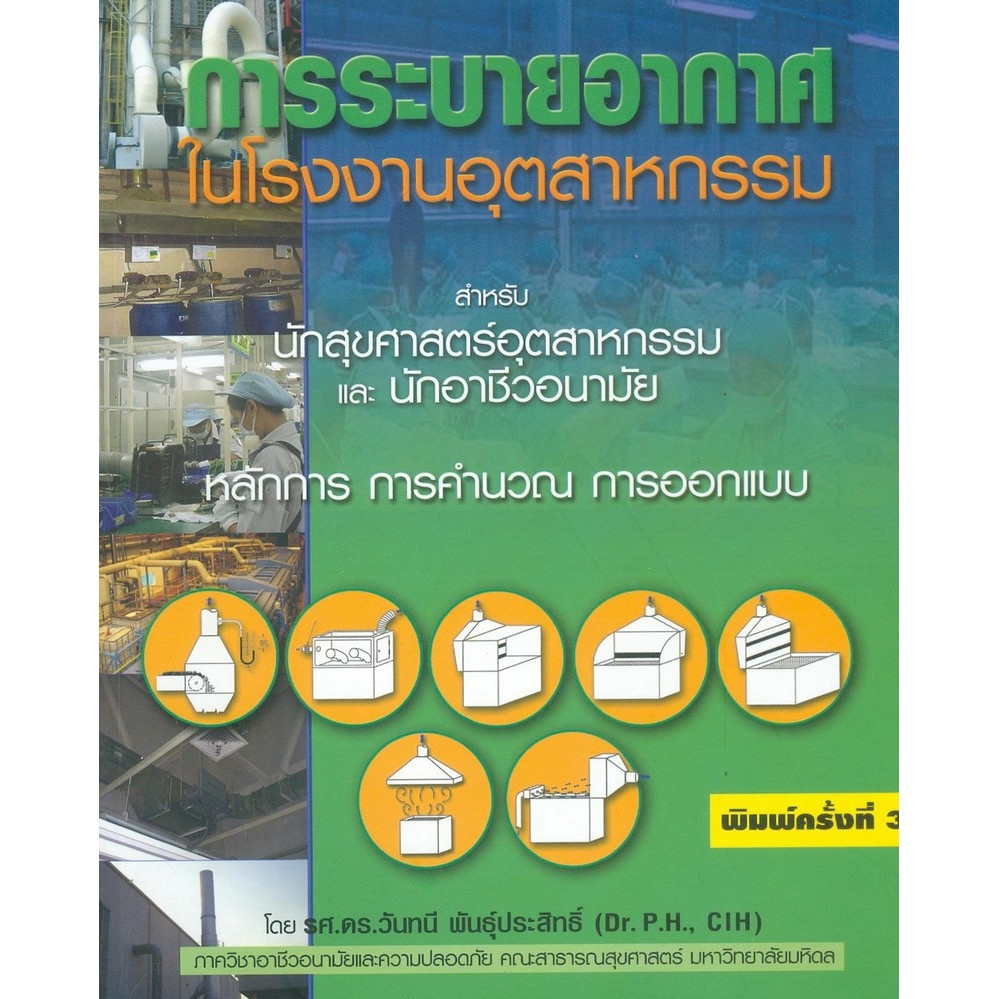 การระบายอากาศ
ในโรงงานอุตสาหกรรม
สำหรับ
นักสุขศาสตร์อุตสาหกรรม
และ นักอาชีวอนามัย
หลักการ การคำนวณ การออกแบบ
พิมพ์ครั้งที่ 3
โดย รศ.ดร.วันทนี พันธุ์ประสิทธิ์ (Dr. P.H., CIH)
ภาควิชาอาชีวอนามัยและความปลอดภัย คณะสาธารณสุขศาสตร์ มหาวิทยาลัยมหิดล